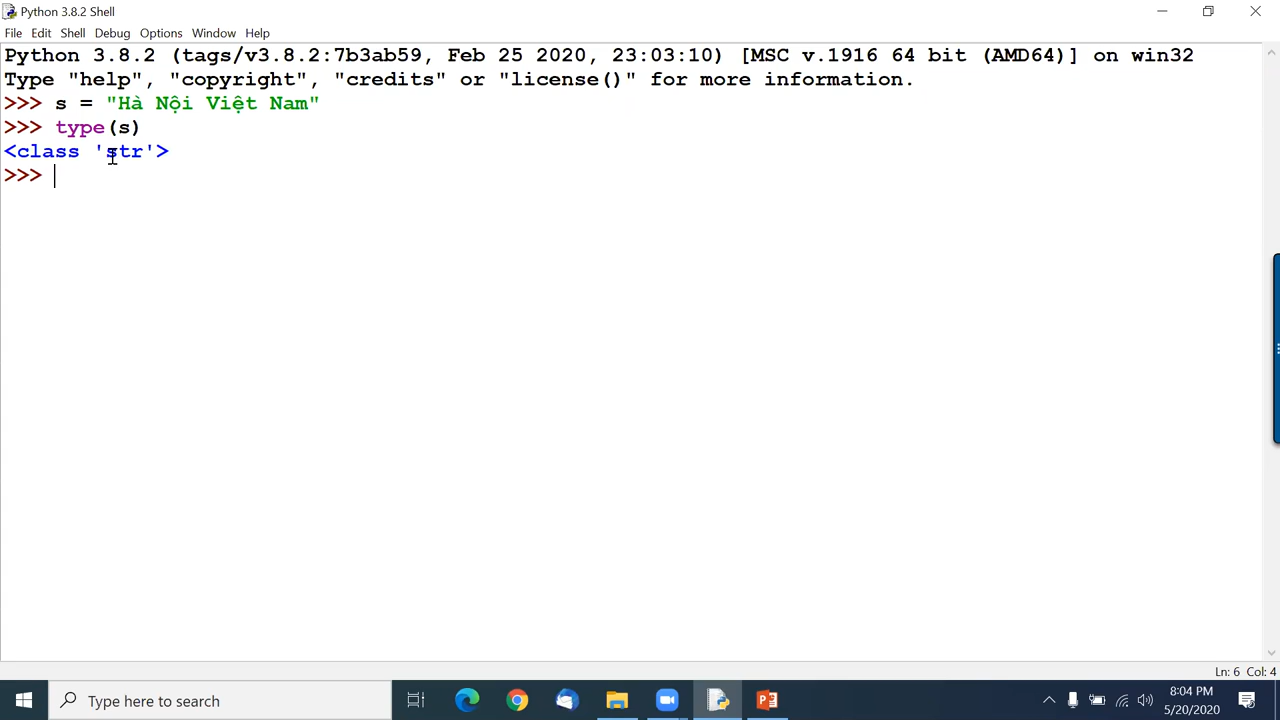 Python 3.8.2 Shell
File Edit Shell Debug Options Window Help
Python 3.8.2 (tags/v3.8.2:7b3ab59, Feb 25 2020, 23:03:10) [MSC v.1916 64 bit (AMD64)] on win32
Type "help", "copyright", "credits" or "license()" for more information.
>>> s = "Hà Nội Việt Nam"
>>> type(s)
<class 'str'>
>>>
Ln: 6 Col: 4
Type here to search
8:04 PM
5/20/2020